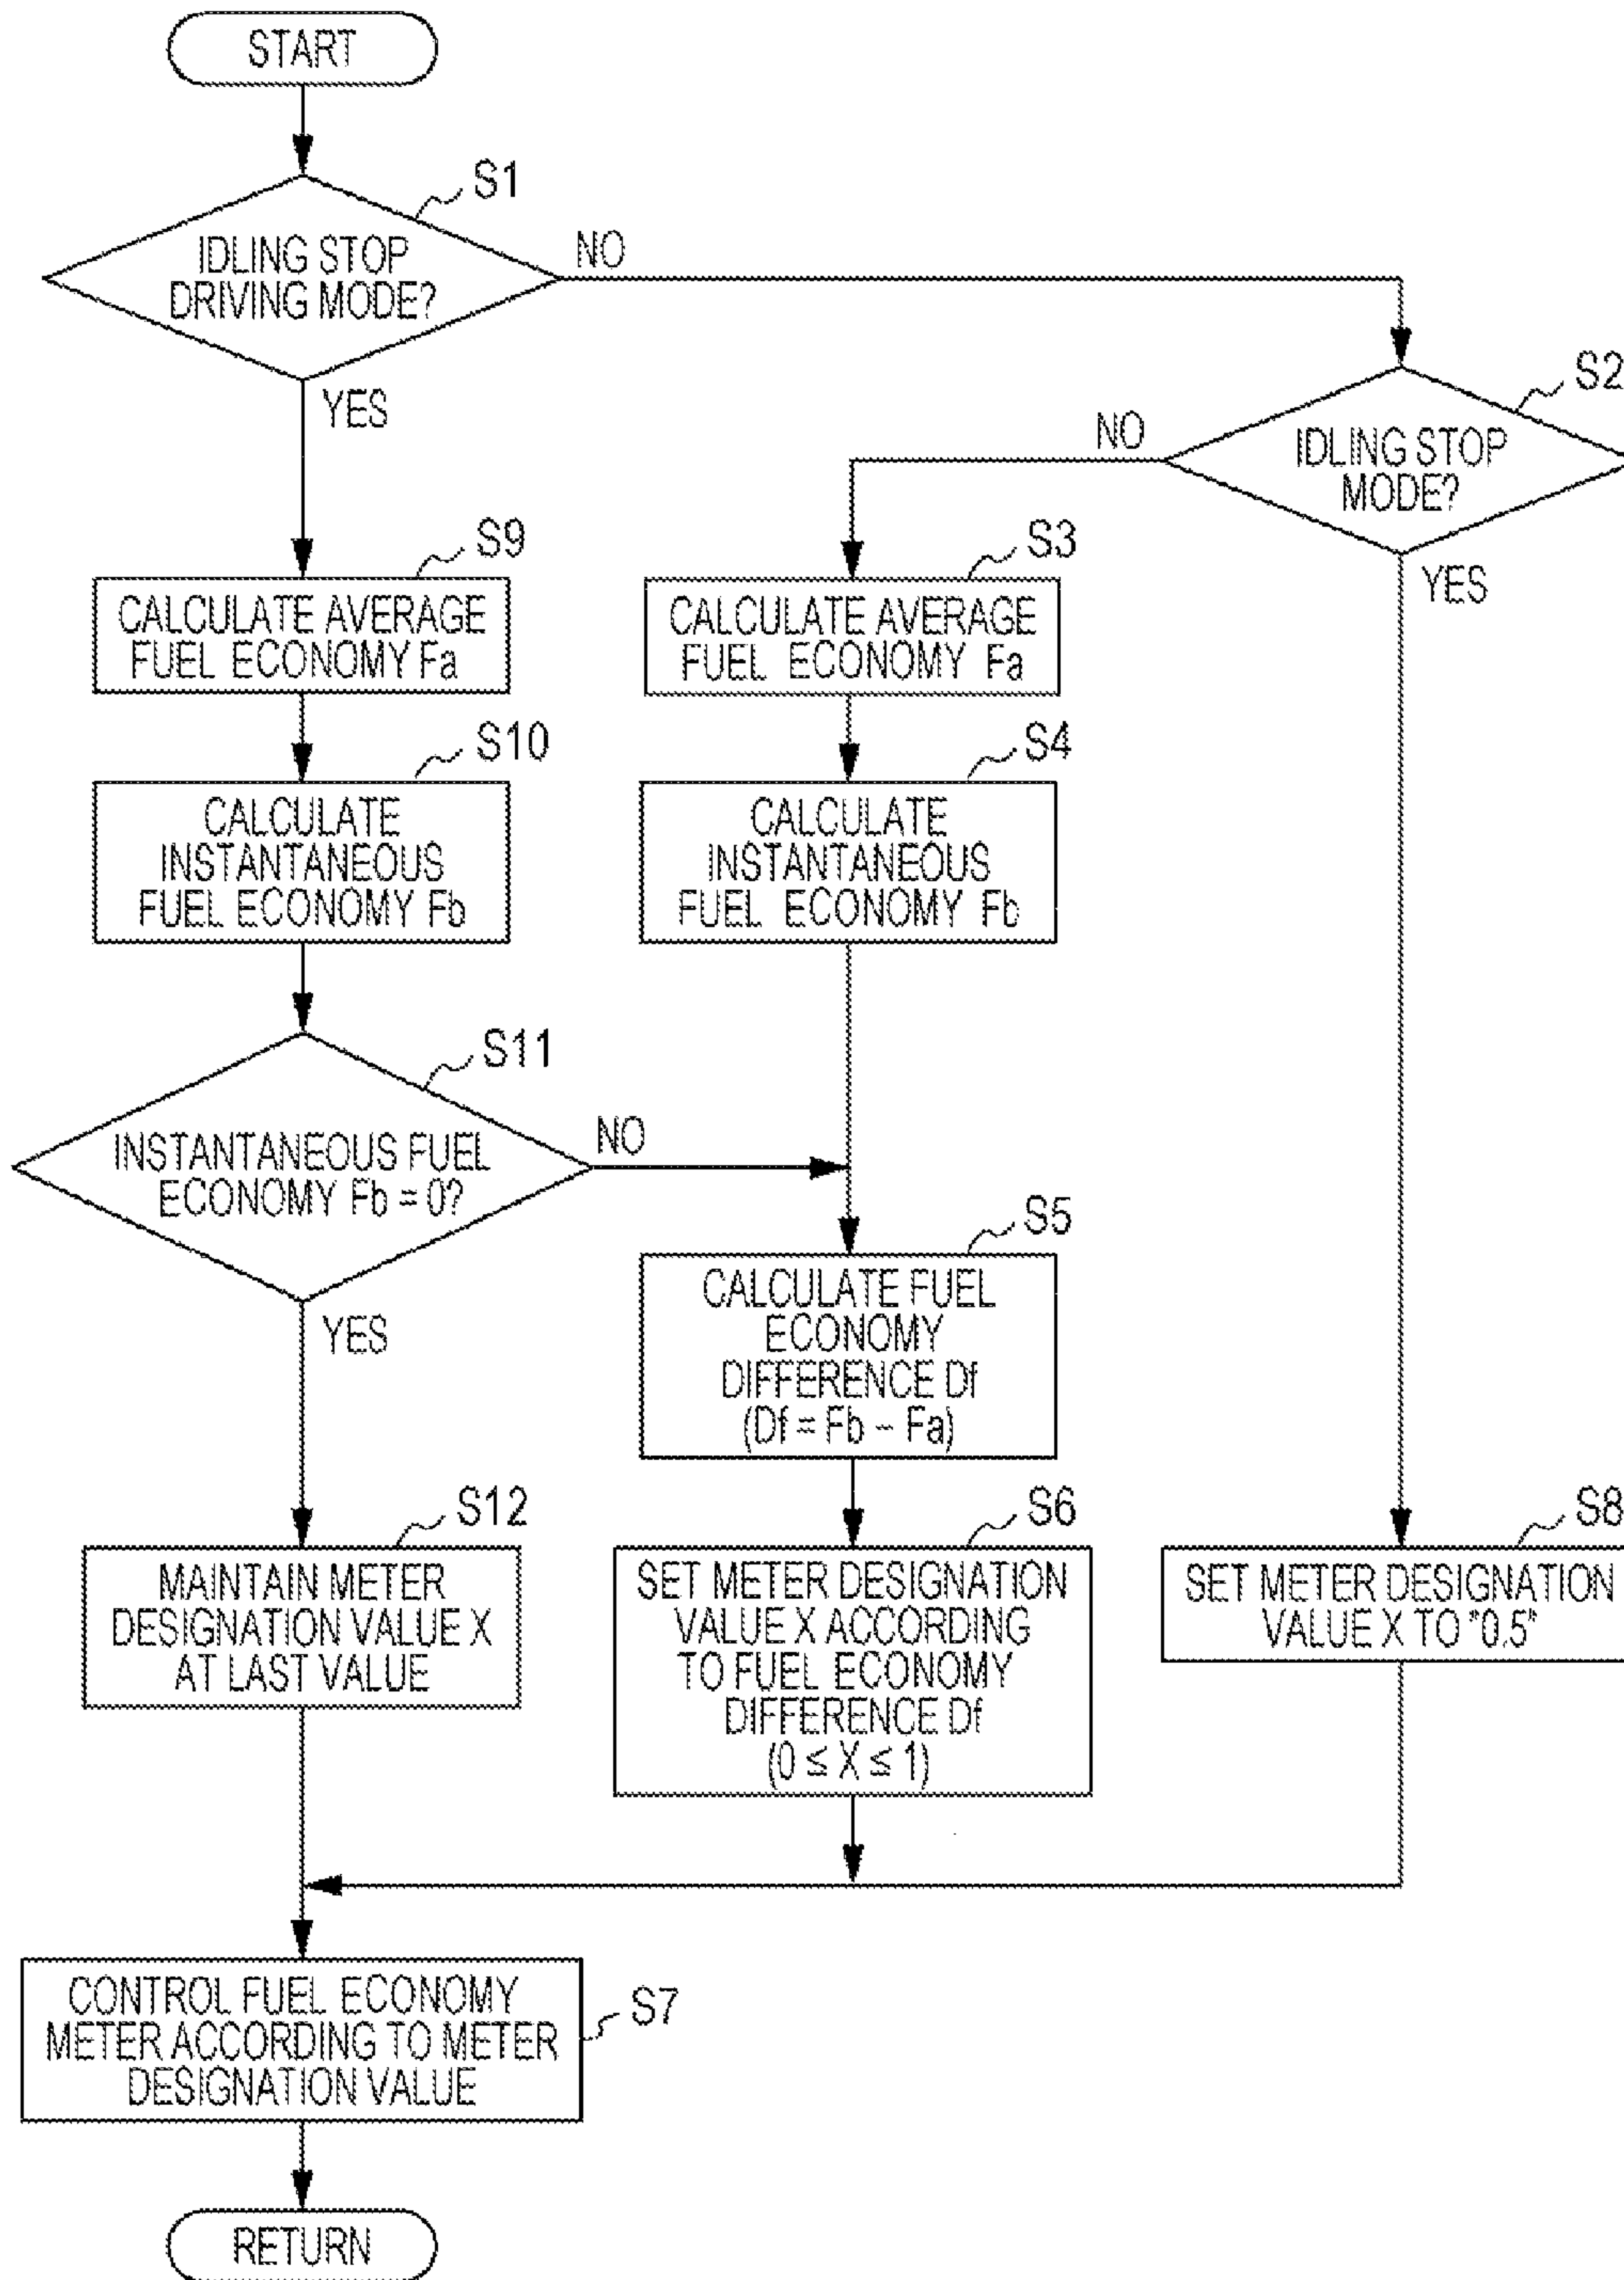 START
S1
IDLING STOP
DRIVING MODE?
NO
YES
S2
IDLING STOP
MODE?
NO
YES
S9
CALCULATE AVERAGE
FUEL ECONOMY Fa
S3
CALCULATE AVERAGE
FUEL ECONOMY Fa
S10
CALCULATE
INSTANTANEOUS
FUEL ECONOMY Fb
S4
CALCULATE
INSTANTANEOUS
FUEL ECONOMY Fb
S11
INSTANTANEOUS FUEL
ECONOMY Fb = 0?
NO
YES
S5
CALCULATE FUEL
ECONOMY
DIFFERENCE Df
(Df = Fb – Fa)
S12
MAINTAIN METER
DESIGNATION VALUE X
AT LAST VALUE
S6
SET METER DESIGNATION
VALUE X ACCORDING
TO FUEL ECONOMY
DIFFERENCE Df
(0 ≤ X ≤ 1)
S8
SET METER DESIGNATION
VALUE X TO "0.5"
CONTROL FUEL ECONOMY
METER ACCORDING TO METER
DESIGNATION VALUE
S7
RETURN